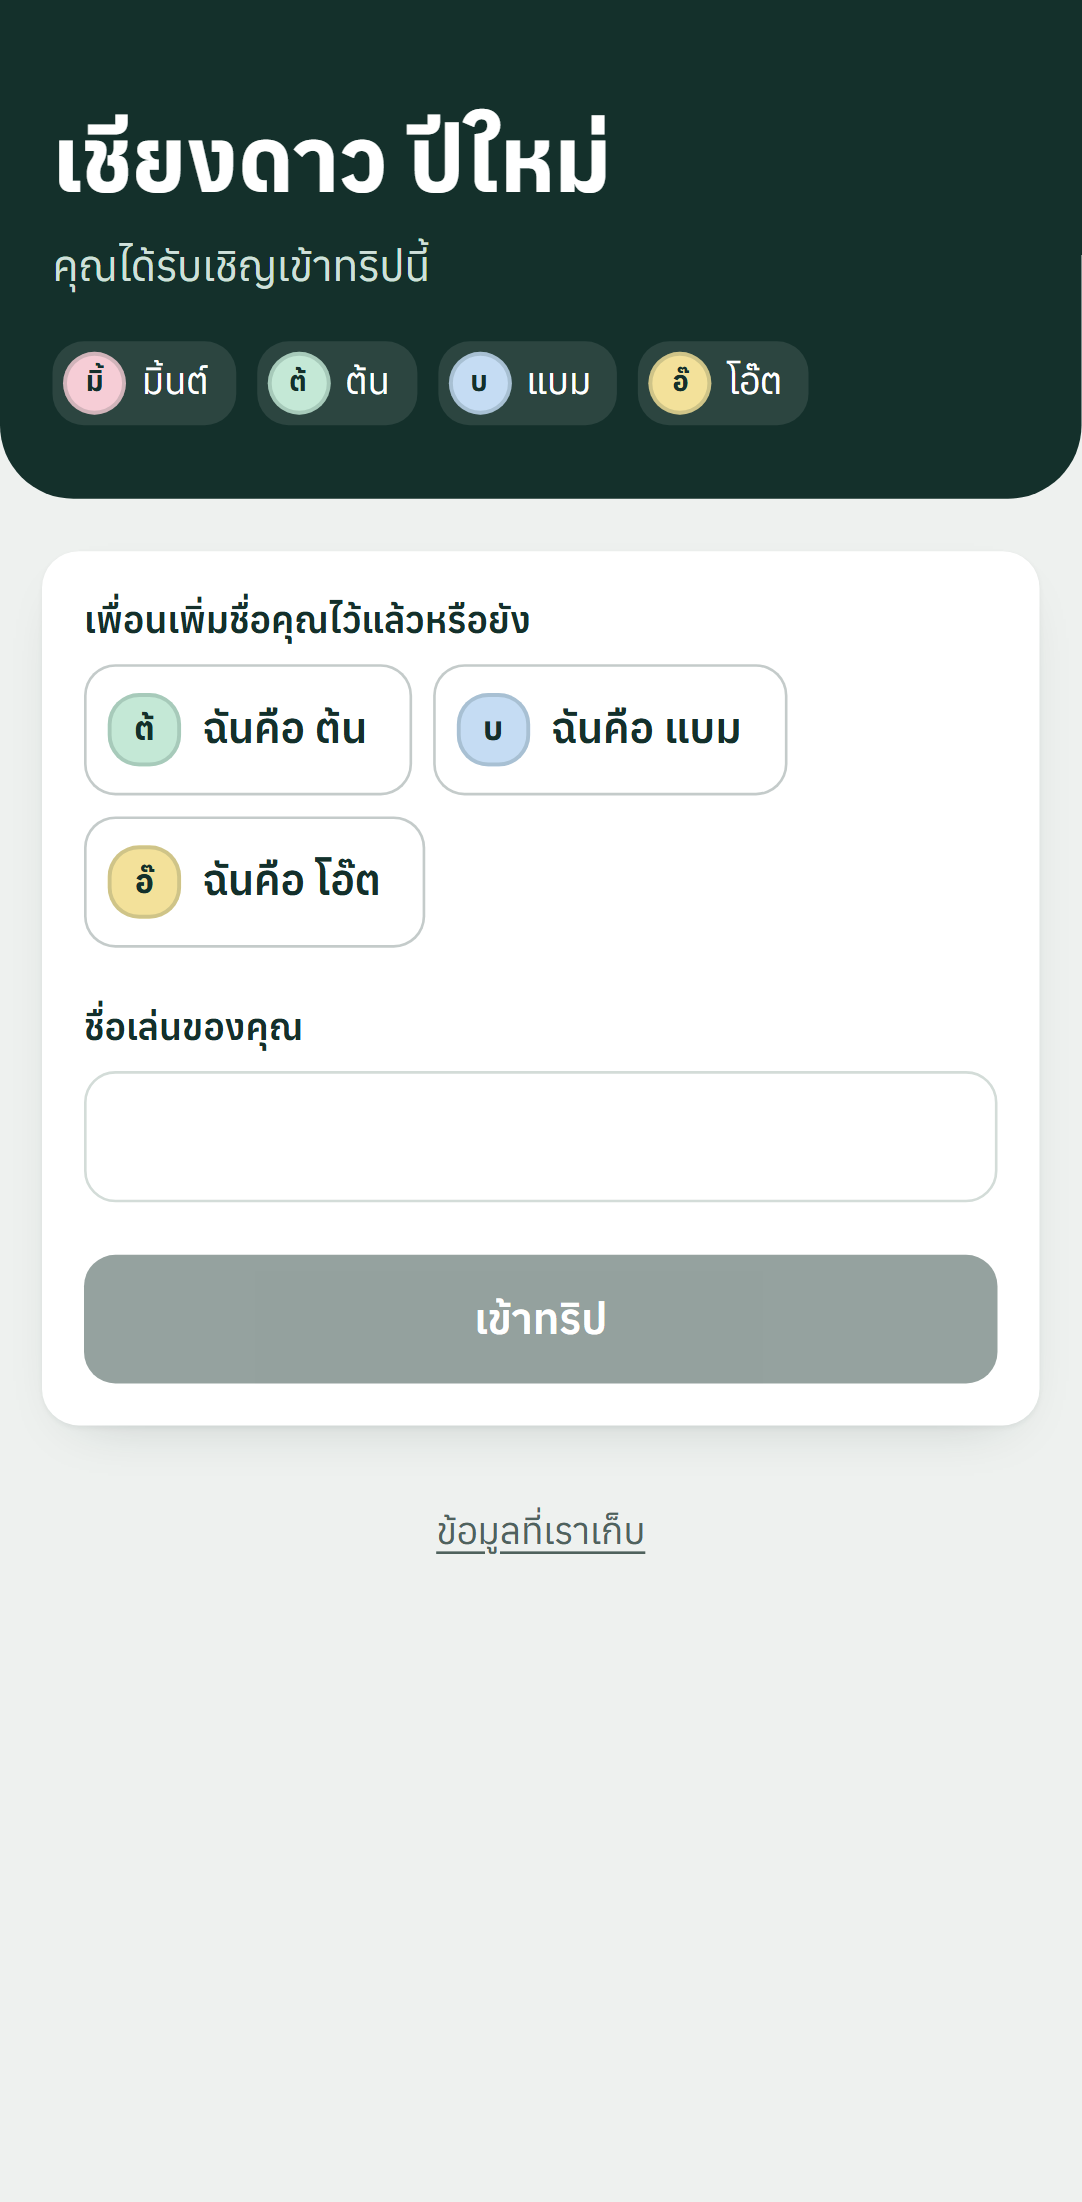 เชียงดาว ปีใหม่
คุณได้รับเชิญเข้าทริปนี้
มิ้ มิ้นต์ ต้ ต้น บ แบม อ๊ โอ๊ต
เพื่อนเพิ่มชื่อคุณไว้แล้วหรือยัง
ต้ ฉันคือ ต้น บ ฉันคือ แบม
อ๊ ฉันคือ โอ๊ต
ชื่อเล่นของคุณ
เข้าทริป
ข้อมูลที่เราเก็บ